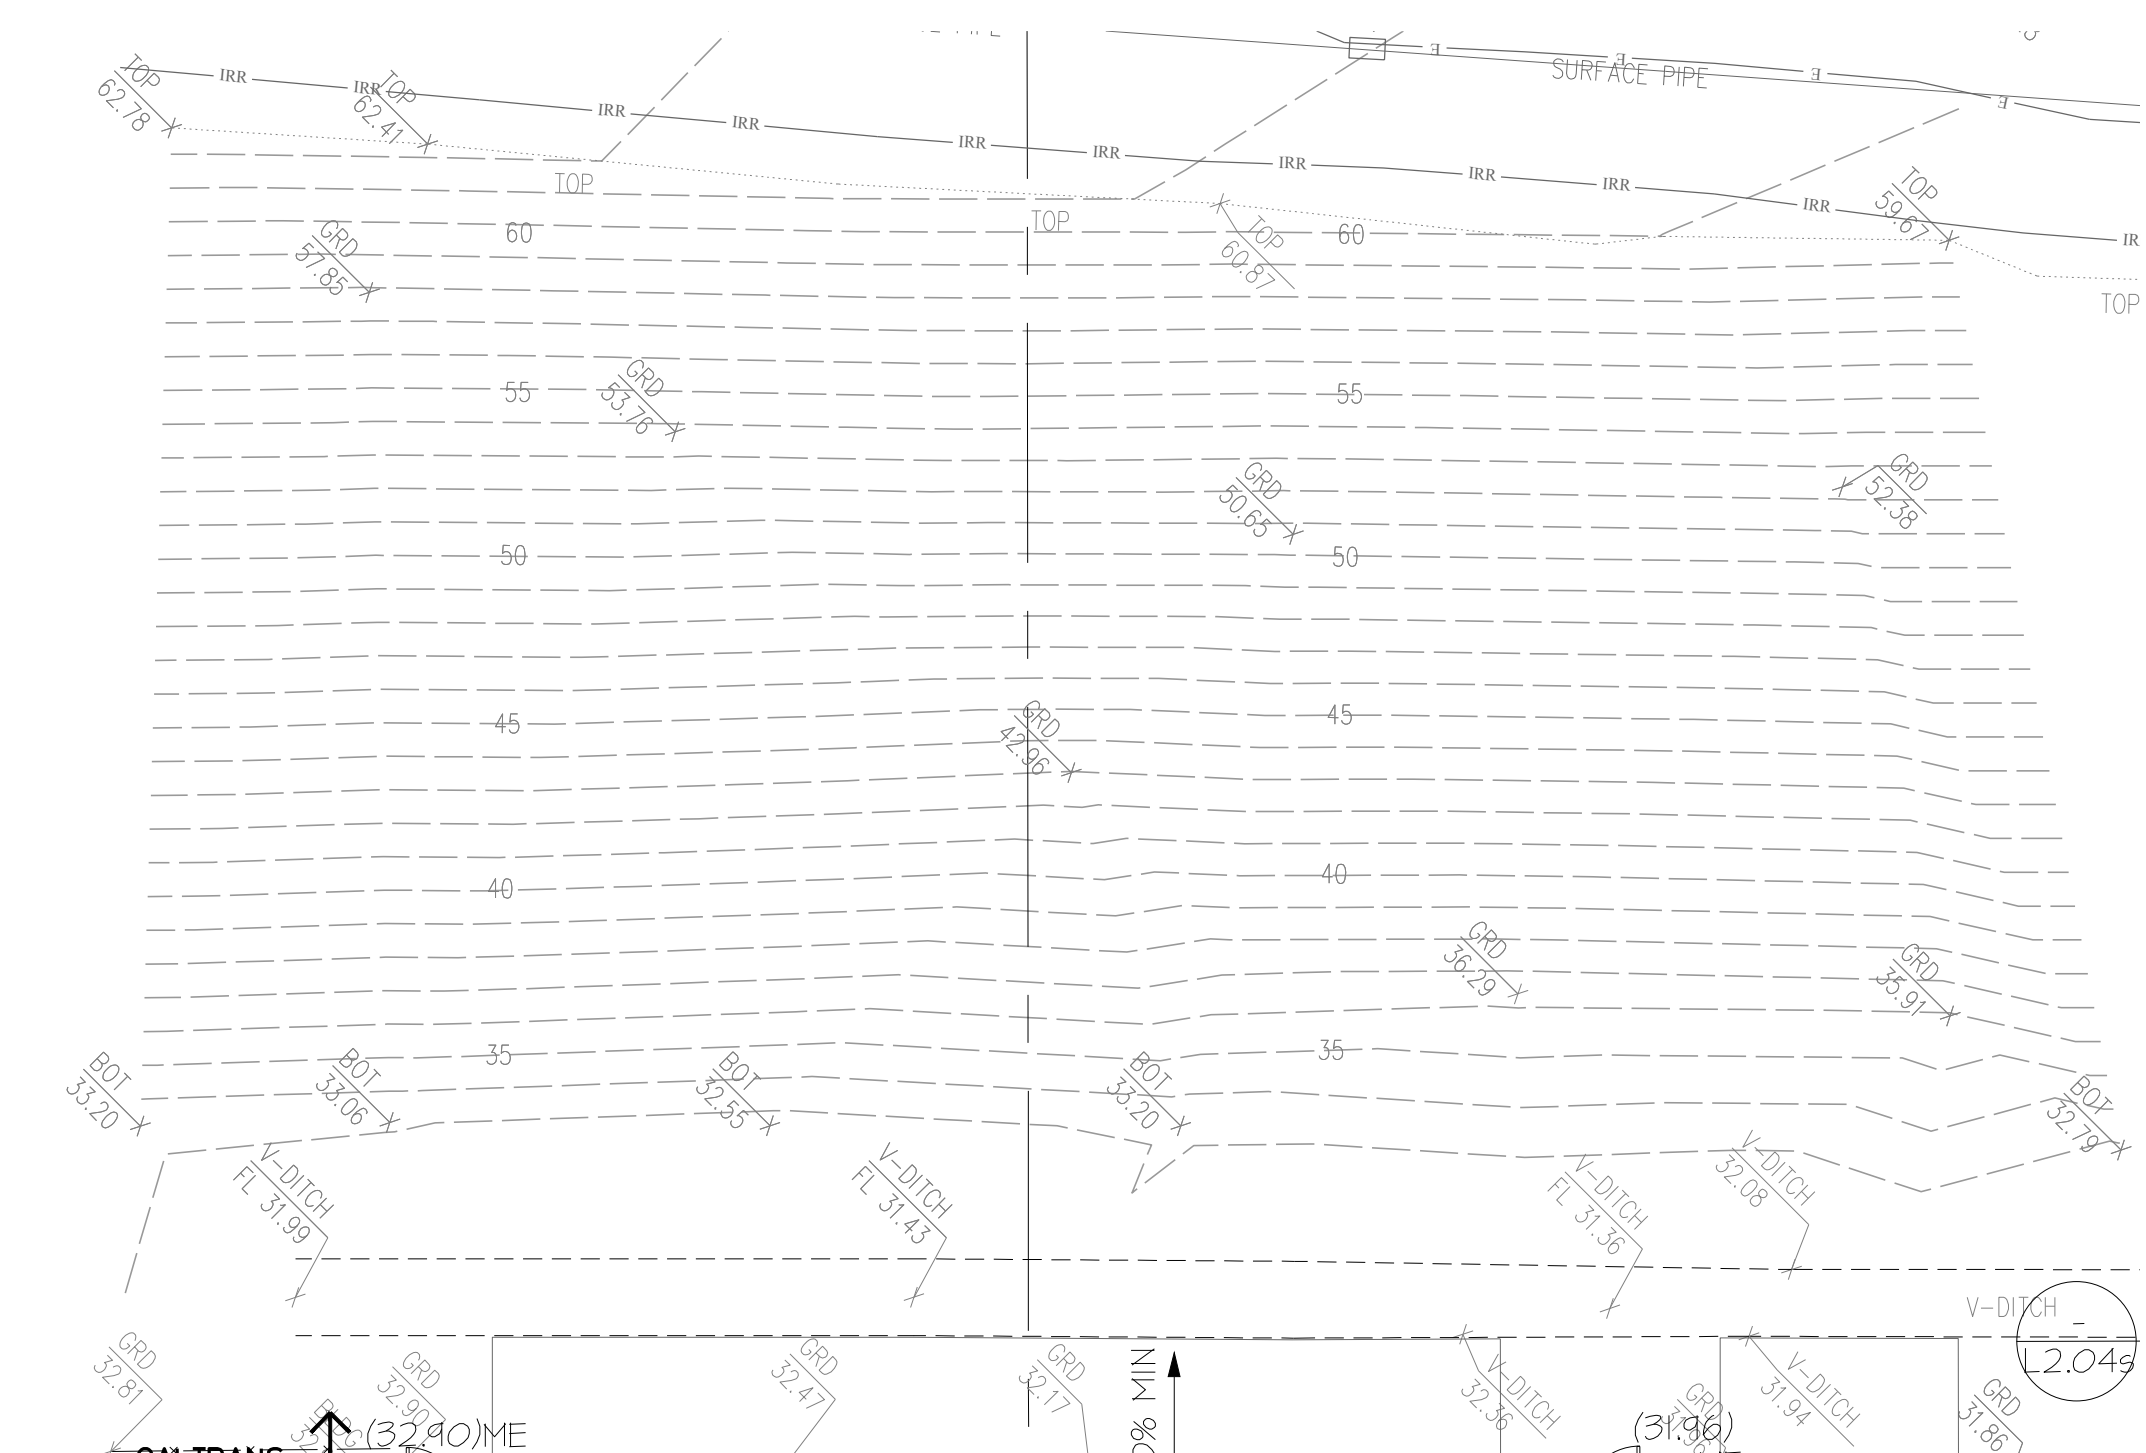 TOP
62.78
IRR
IRR
TOP
62.41
IRR
IRR
IRR
IRR
IRR
IRR
IRR
IRR
E
E
E
E
SURFACE PIPE
TOP
TOP
TOP
60.87
TOP
59.67
TOP
60
60
GRD
57.85
GRD
53.76
55
55
GRD
50.65
GRD
52.38
50
50
GRD
42.96
45
45
40
40
GRD
36.29
GRD
35.91
35
35
BOT
33.20
BOT
33.06
BOT
32.55
BOT
33.20
BOT
32.79
V-DITCH
FL 31.99
V-DITCH
FL 31.43
V-DITCH
FL 31.36
V-DITCH
32.08
V-DITCH
-
L2.04s
GRD
32.81
GRD
32.90
GRD
32.47
GRD
32.17
0% MIN
V-DITCH
32.36
V-DITCH
31.94
GRD
31.86
GRD
31.96
(32.90)ME
(31.96)